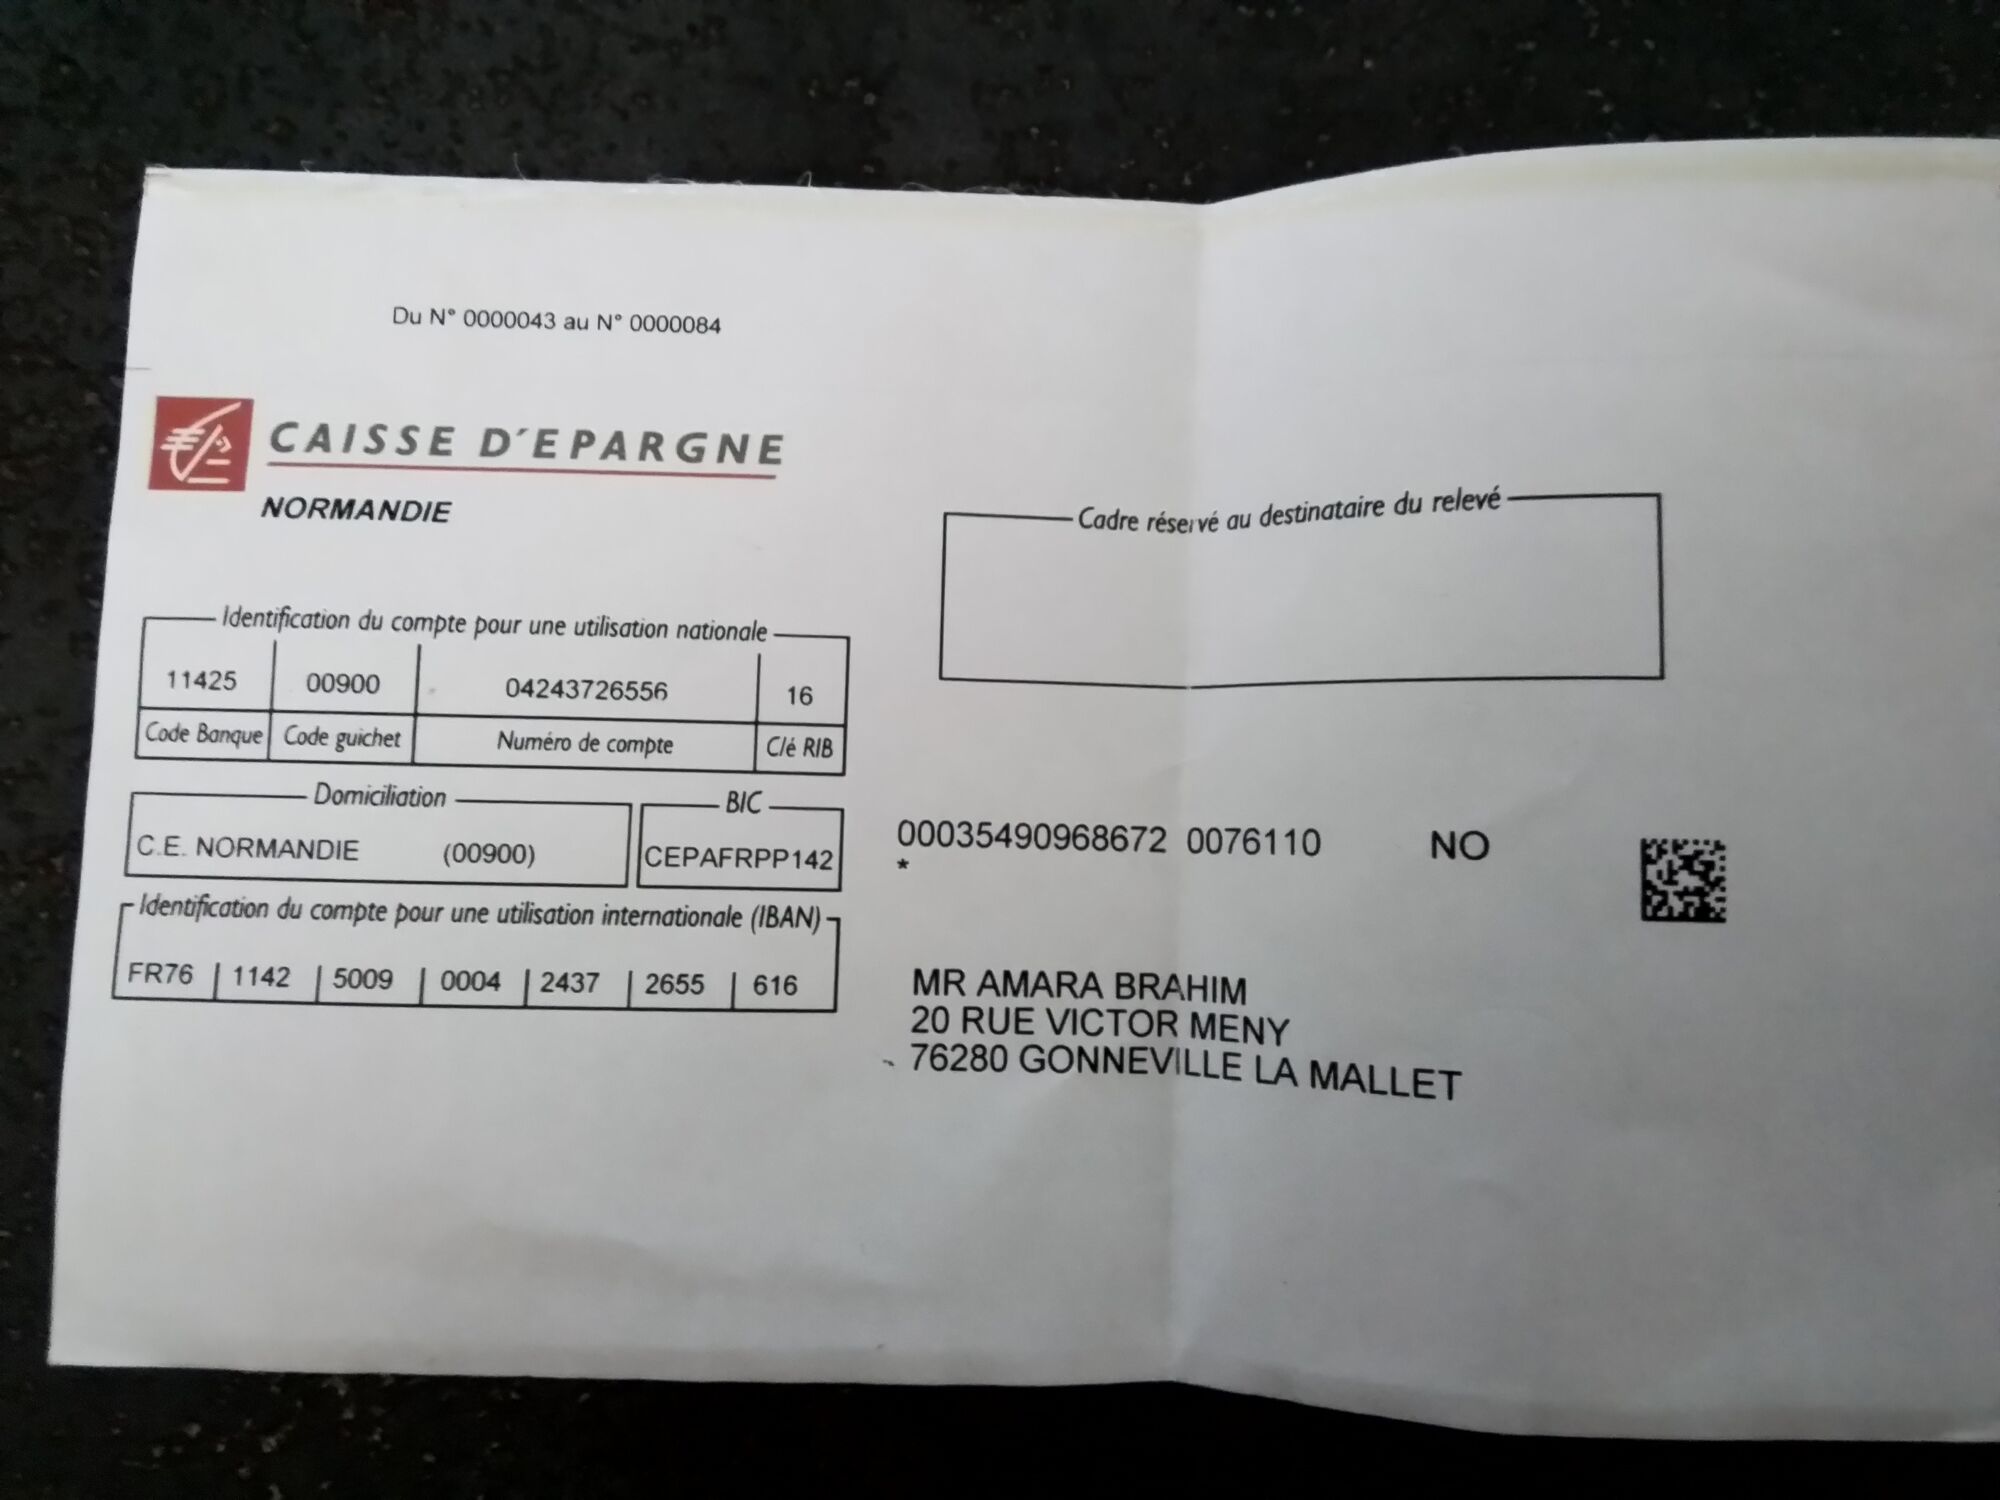 Du N° 0000043 au N° 0000084
CAISSE D'EPARGNE
NORMANDIE
Cadre réservé au destinataire du relevé
Identification du compte pour une utilisation nationale
11425 00900 04243726556 16
Code Banque Code guichet Numéro de compte Clé RIB
Domiciliation BIC
C.E. NORMANDIE (00900) CEPAFRPP142
Identification du compte pour une utilisation internationale (IBAN)
FR76 1142 5009 0004 2437 2655 616
00035490968672 0076110 NO
*
MR AMARA BRAHIM
20 RUE VICTOR MENY
76280 GONNEVILLE LA MALLET